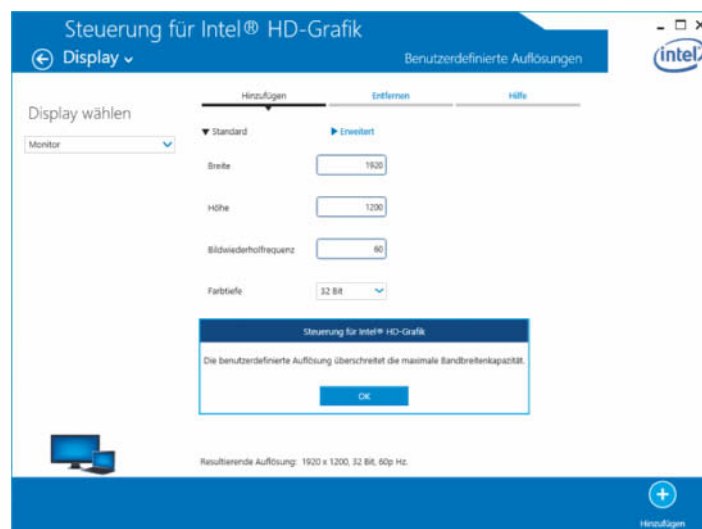 Steuerung für Intel® HD-Grafik
Display
Benutzerdefinierte Auflösungen
intel
Hinzufügen
Entfernen
Hilfe
Display wählen
Monitor
Standard
Erweitert
Breite
1920
Höhe
1200
Bildwiederholfrequenz
60
Farbtiefe
32 Bit
Steuerung für Intel® HD-Grafik
Die benutzerdefinierte Auflösung überschreitet die maximale Bandbreitenkapazität.
OK
Resultierende Auflösung: 1920 x 1200, 32 Bit, 60p Hz.
Hinzufügen